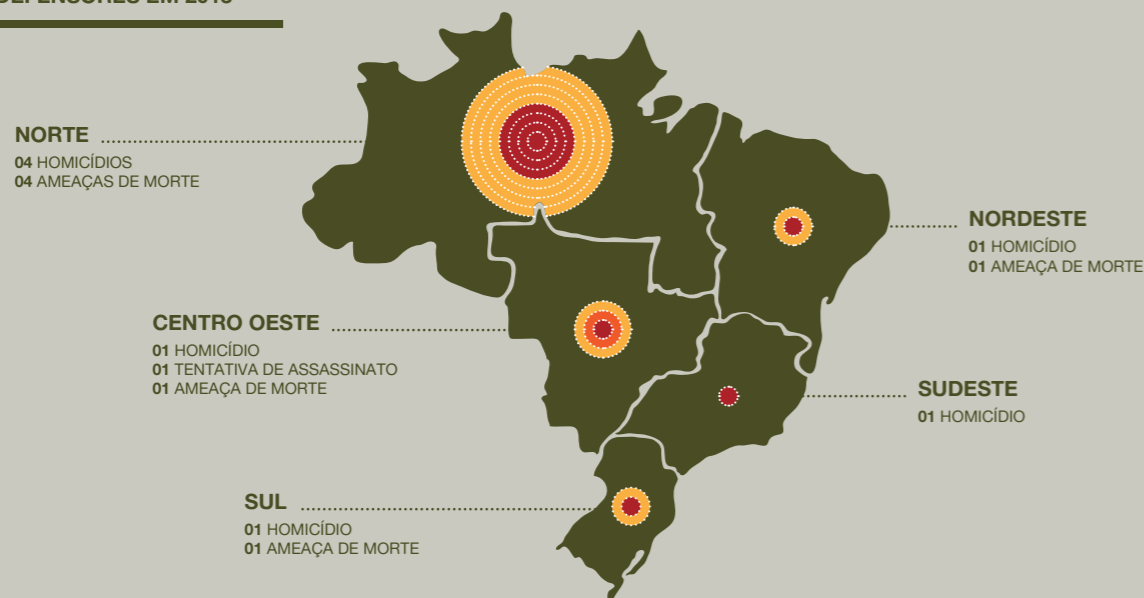 NORTE
04 HOMICÍDIOS
04 AMEAÇAS DE MORTE
NORDESTE
01 HOMICÍDIO
01 AMEAÇA DE MORTE
CENTRO OESTE
01 HOMICÍDIO
01 TENTATIVA DE ASSASSINATO
01 AMEAÇA DE MORTE
SUDESTE
01 HOMICÍDIO
SUL
01 HOMICÍDIO
01 AMEAÇA DE MORTE